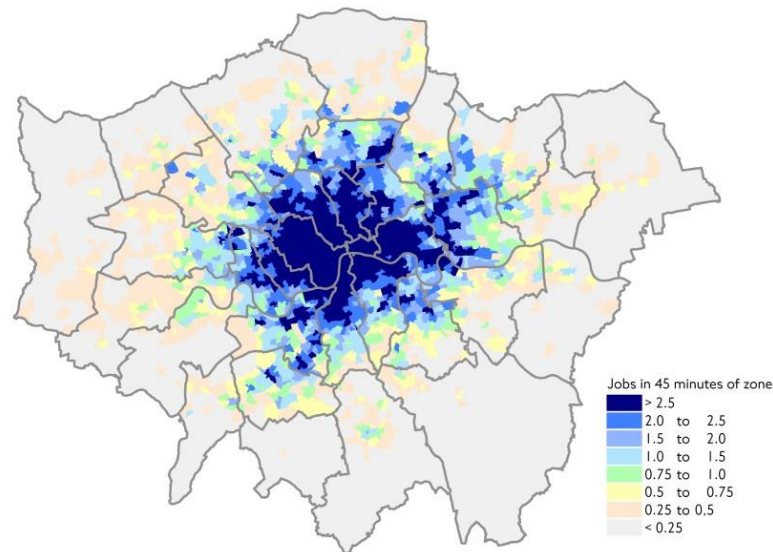 Jobs in 45 minutes of zone
> 2.5
2.0 to 2.5
1.5 to 2.0
1.0 to 1.5
0.75 to 1.0
0.5 to 0.75
0.25 to 0,5
< 0.25